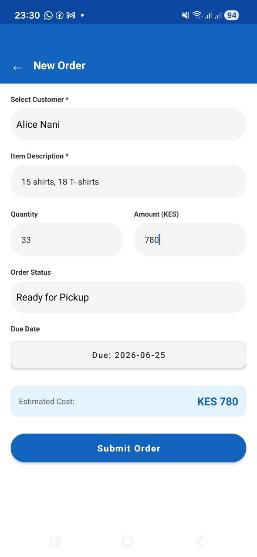 23:30
94
← New Order
Select Customer *
Alice Nani
Item Description *
15 shirts, 18 T- shirts
Quantity Amount (KES)
33 780
Order Status
Ready for Pickup
Due Date
Due: 2026-06-25
Estimated Cost: KES 780
Submit Order